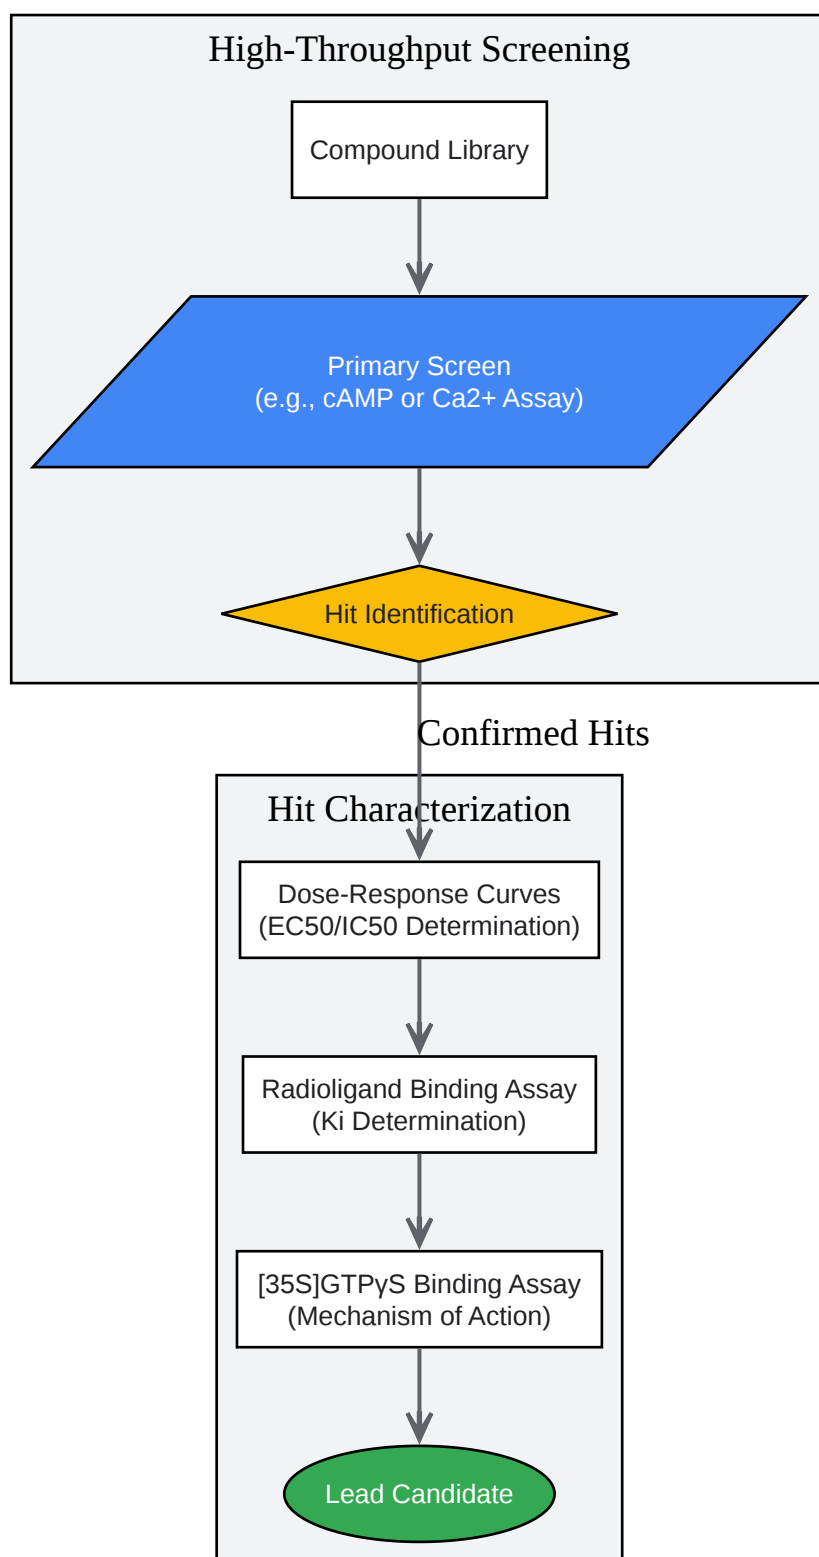 High-Throughput Screening
Compound Library
Primary Screen
(e.g., cAMP or Ca2+ Assay)
Hit Identification
Confirmed Hits
Hit Characterization
Dose-Response Curves
(EC50/IC50 Determination)
Radioligand Binding Assay
(Ki Determination)
[35S]GTPγS Binding Assay
(Mechanism of Action)
Lead Candidate